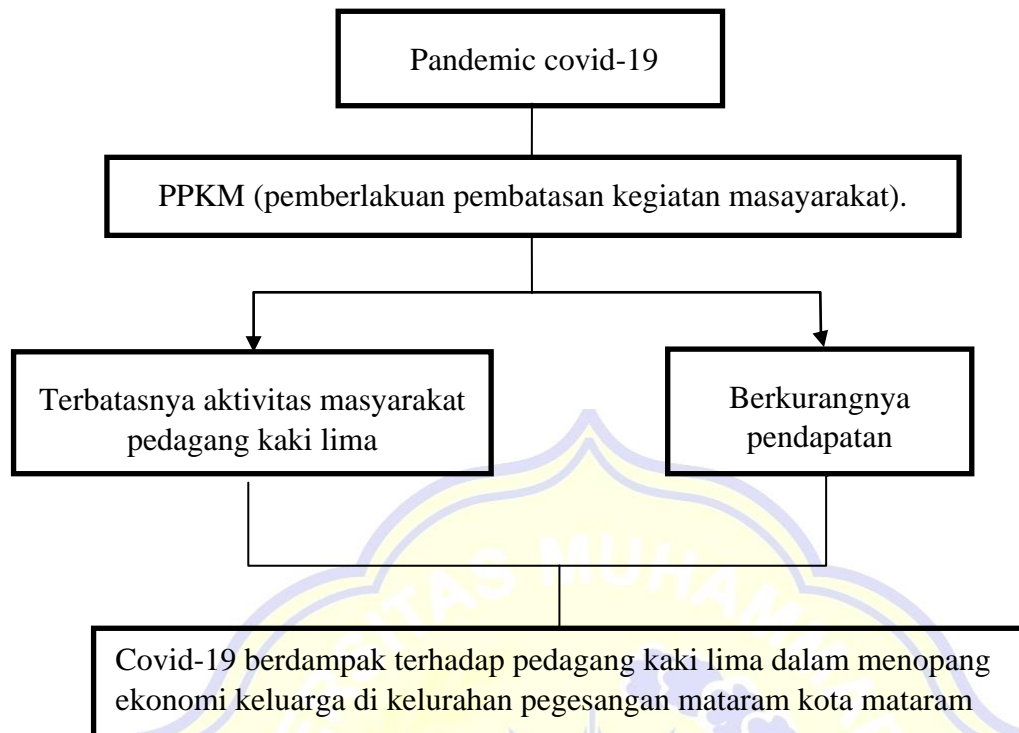 Pandemic covid-19
PPKM (pemberlakuan pembatasan kegiatan masayarakat).
Terbatasnya aktivitas masyarakat
pedagang kaki lima
Berkurangnya
pendapatan
Covid-19 berdampak terhadap pedagang kaki lima dalam menopang
ekonomi keluarga di kelurahan pegesangan mataram kota mataram